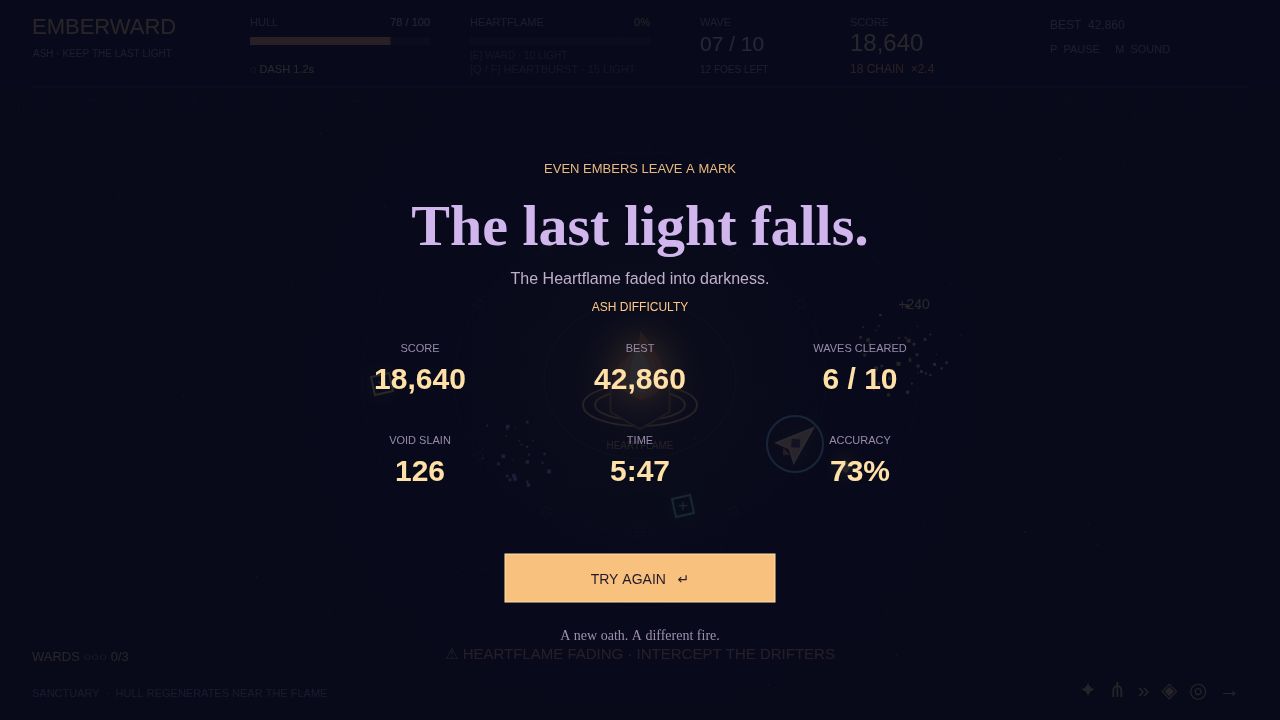 EMBERWARD
ASH · KEEP THE LAST LIGHT
HULL 78 / 100
○ DASH 1.2s
HEARTFLAME 0%
[E] WARD · 10 LIGHT
[Q / F] HEARTBURST · 15 LIGHT
WAVE
07 / 10
12 FOES LEFT
SCORE
18,640
18 CHAIN ×2.4
BEST 42,860
P PAUSE M SOUND
EVEN EMBERS LEAVE A MARK
The last light falls.
The Heartflame faded into darkness.
ASH DIFFICULTY
+240
SCORE BEST WAVES CLEARED
18,640 42,860 6 / 10
VOID SLAIN TIME ACCURACY
HEARTFLAME
126 5:47 73%
TRY AGAIN ↵
A new oath. A different fire.
⚠ HEARTFLAME FADING · INTERCEPT THE DRIFTERS
WARDS ○○○ 0/3
SANCTUARY · HULL REGENERATES NEAR THE FLAME